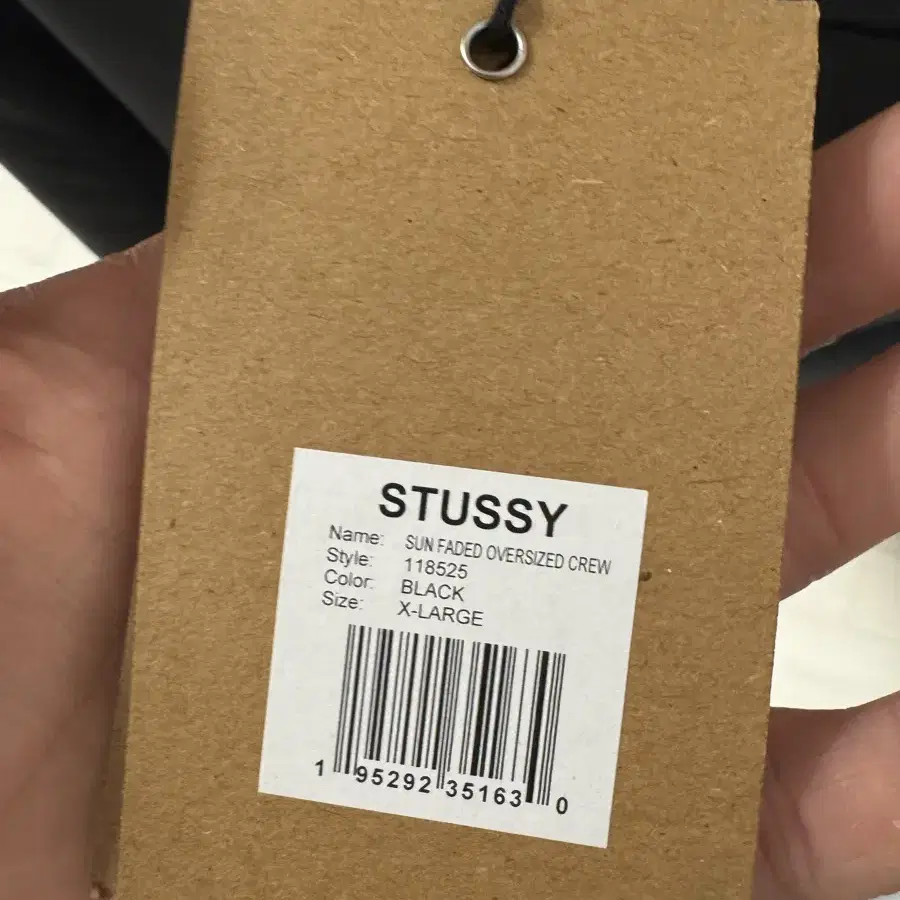 STUSSY
Name: SUN FADED OVERSIZED CREW
Style: 118525
Color: BLACK
Size: X-LARGE
1 95292 35163 0